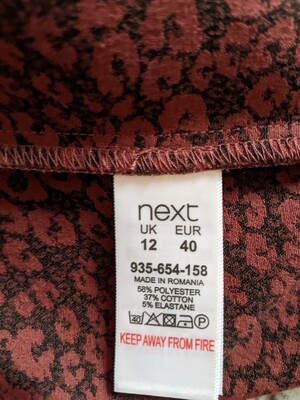 next
UK EUR
12 40
935-654-158
MADE IN ROMANIA
58% POLYESTER
37% COTTON
5% ELASTANE
40 P
KEEP AWAY FROM FIRE